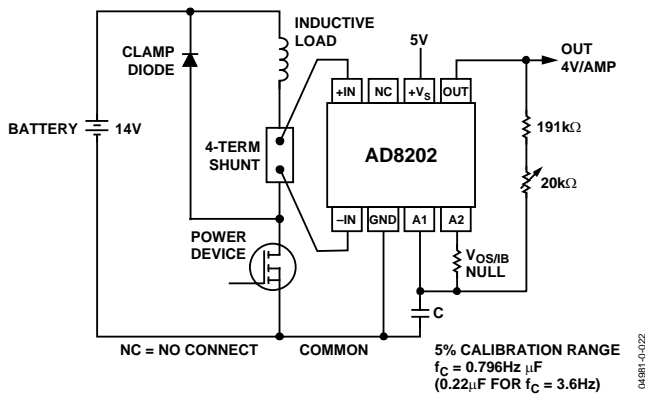 INDUCTIVE
LOAD
CLAMP
DIODE
5V
OUT
4V/AMP
+IN
NC
+VS
OUT
BATTERY
14V
4-TERM
SHUNT
AD8202
191kΩ
20kΩ
–IN
GND
A1
A2
POWER
DEVICE
VOS/IB
NULL
C
NC = NO CONNECT
COMMON
5% CALIBRATION RANGE
fC = 0.796Hz μF
(0.22μF FOR fC = 3.6Hz)
04981-0-022